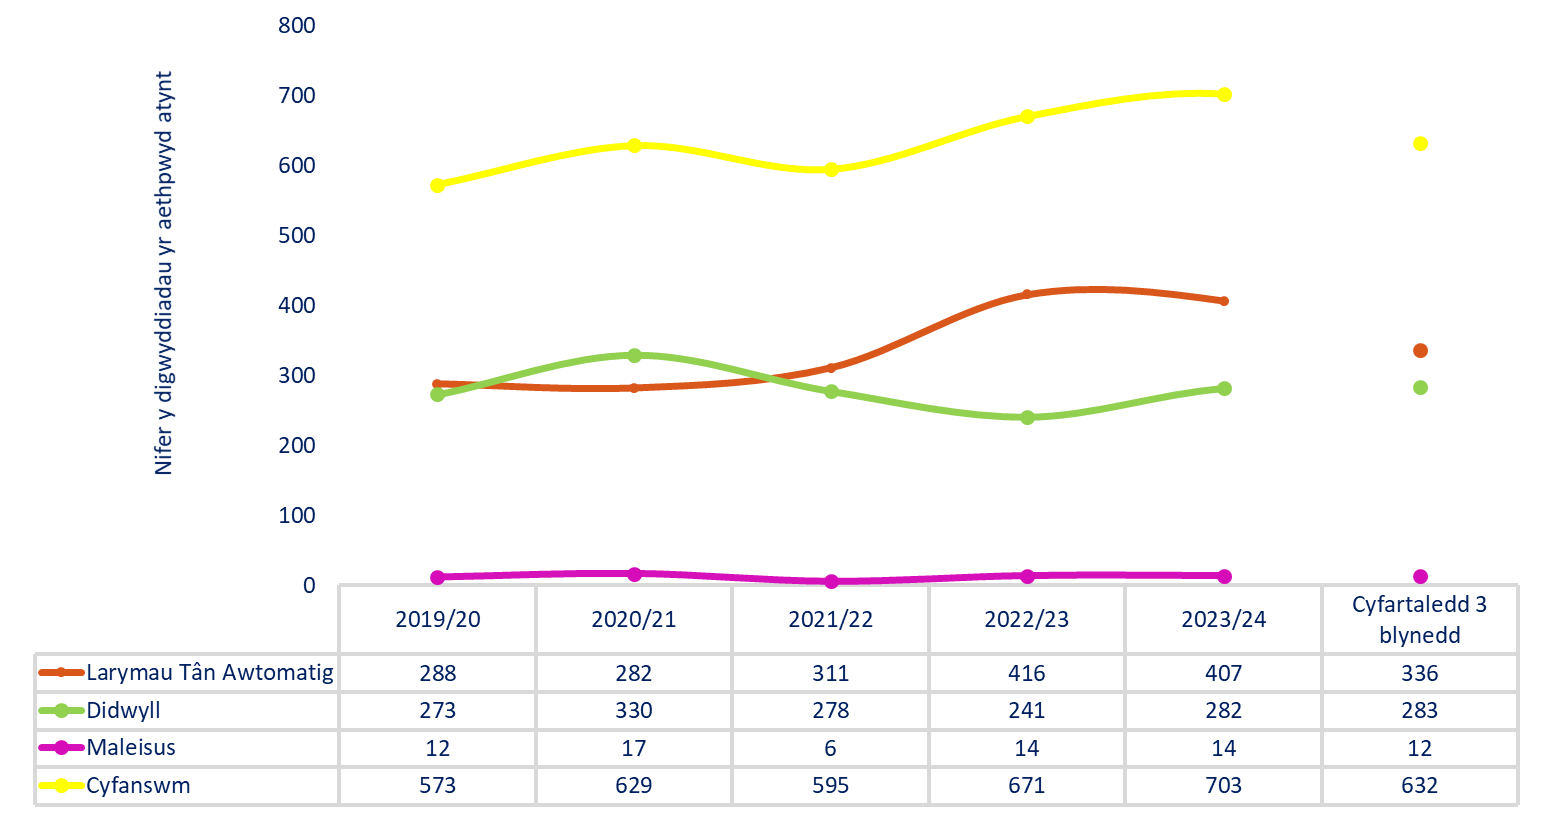 800
700
600
500
400
300
200
100
0
Nifer y digwyddiadau yr aethpwyd atynt
2019/20 2020/21 2021/22 2022/23 2023/24 Cyfartaledd 3
blynedd
Larymau Tân Awtomatig 288 282 311 416 407 336
Didwyll 273 330 278 241 282 283
Maleisus 12 17 6 14 14 12
Cyfanswm 573 629 595 671 703 632